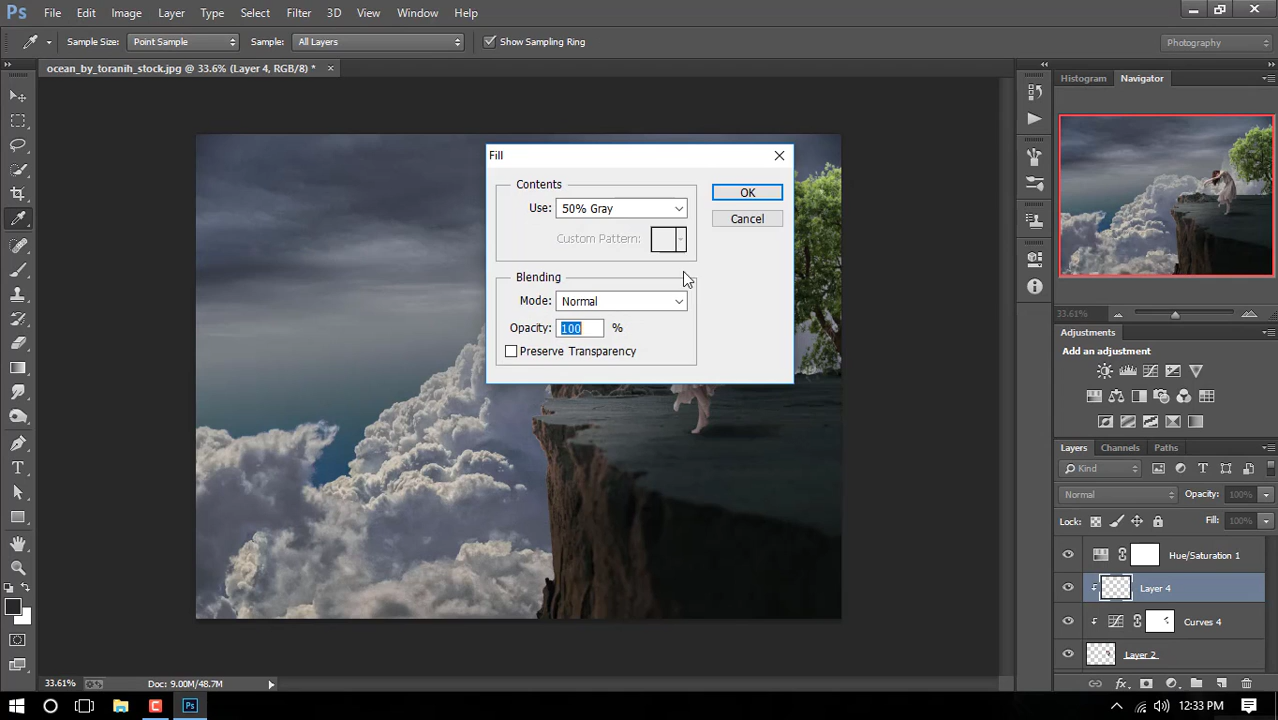 Ps File Edit Image Layer Type Select Filter 3D View Window Help
Sample Size: Point Sample Sample: All Layers Show Sampling Ring Photography
ocean_by_toranih_stock.jpg @ 33.6% (Layer 4, RGB/8) *
Histogram Navigator
Fill
Contents
Use: 50% Gray
Custom Pattern:
OK
Cancel
Blending
Mode: Normal
Opacity: 100 %
Preserve Transparency
33.61%
Adjustments
Add an adjustment
Layers Channels Paths
Kind
Normal Opacity: 100%
Lock: Fill: 100%
Hue/Saturation 1
Layer 4
Curves 4
Layer 2
33.61% Doc: 9.00M/48.7M
Ps 12:33 PM